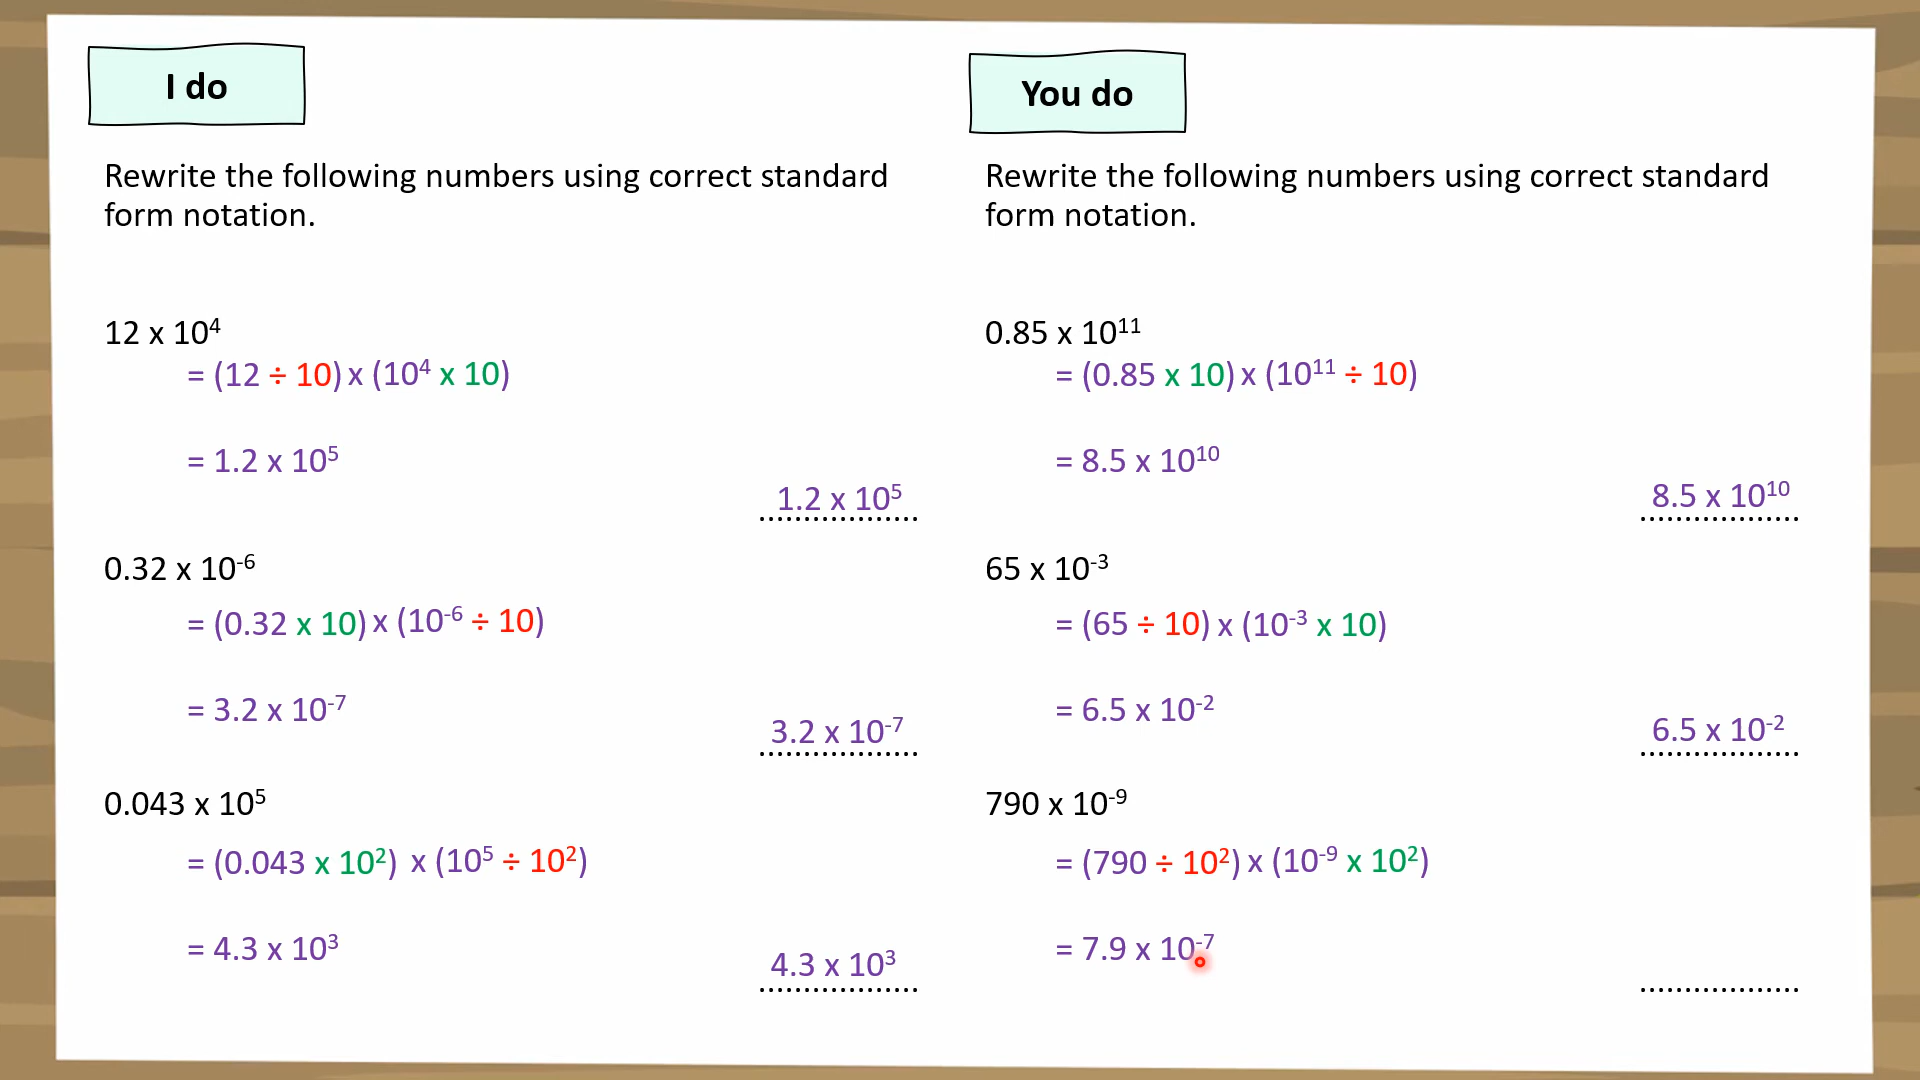 I do
Rewrite the following numbers using correct standard
form notation.
12 x 10⁴
= (12 ÷ 10) x (10⁴ x 10)
= 1.2 x 10⁵
1.2 x 10⁵
0.32 x 10⁻⁶
= (0.32 x 10) x (10⁻⁶ ÷ 10)
= 3.2 x 10⁻⁷
3.2 x 10⁻⁷
0.043 x 10⁵
= (0.043 x 10²) x (10⁵ ÷ 10²)
= 4.3 x 10³
4.3 x 10³
You do
Rewrite the following numbers using correct standard
form notation.
0.85 x 10¹¹
= (0.85 x 10) x (10¹¹ ÷ 10)
= 8.5 x 10¹⁰
8.5 x 10¹⁰
65 x 10⁻³
= (65 ÷ 10) x (10⁻³ x 10)
= 6.5 x 10⁻²
6.5 x 10⁻²
790 x 10⁻⁹
= (790 ÷ 10²) x (10⁻⁹ x 10²)
= 7.9 x 10⁻⁷